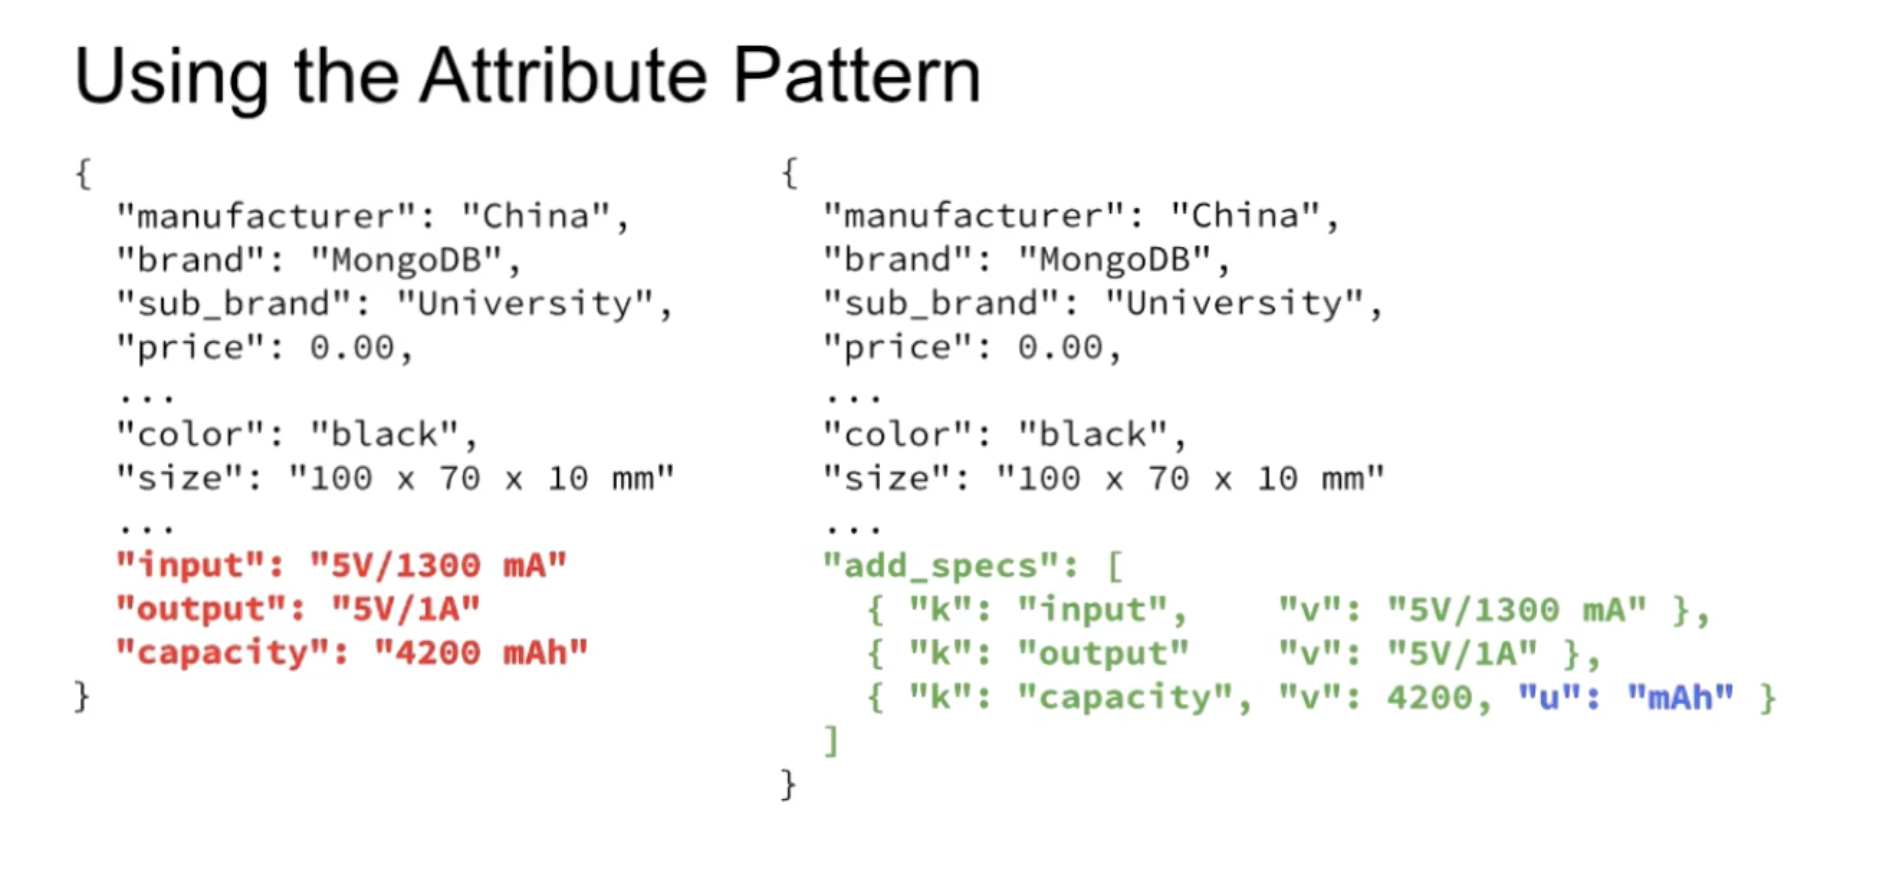 Using the Attribute Pattern
{
"manufacturer": "China",
"brand": "MongoDB",
"sub_brand": "University",
"price": 0.00,
...
"color": "black",
"size": "100 x 70 x 10 mm"
...
"input": "5V/1300 mA"
"output": "5V/1A"
"capacity": "4200 mAh"
}
{
"manufacturer": "China",
"brand": "MongoDB",
"sub_brand": "University",
"price": 0.00,
...
"color": "black",
"size": "100 x 70 x 10 mm"
...
"add_specs": [
{ "k": "input", "v": "5V/1300 mA" },
{ "k": "output" "v": "5V/1A" },
{ "k": "capacity", "v": 4200, "u": "mAh" }
]
}